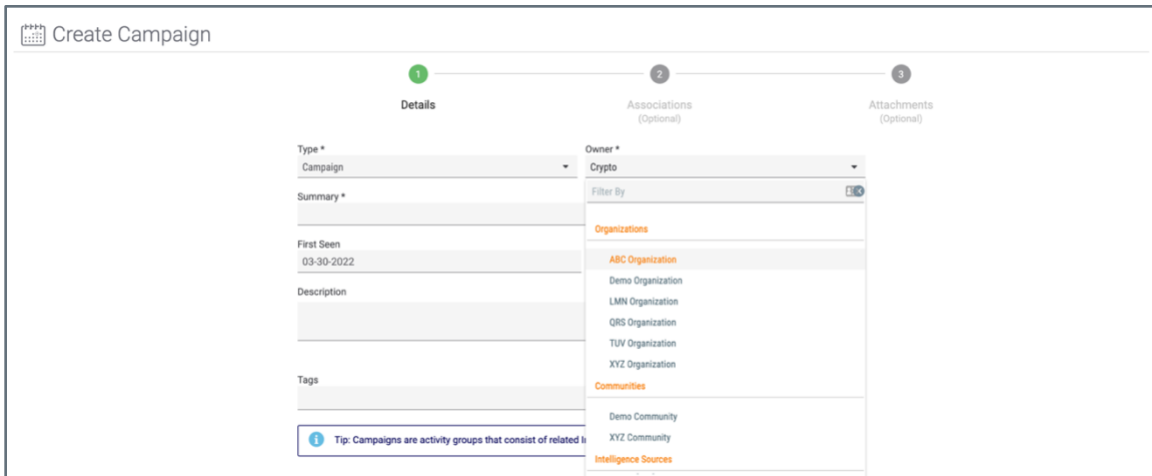 Create Campaign
1
2
3
Details
Associations
Attachments
(Optional)
(Optional)
Type *
Owner *
Campaign
Crypto
Filter By
Summary *
Organizations
First Seen
ABC Organization
03-30-2022
Demo Organization
Description
LMN Organization
QRS Organization
TUV Organization
XYZ Organization
Tags
Communities
Demo Community
Tip: Campaigns are activity groups that consist of related
XYZ Community
Intelligence Sources